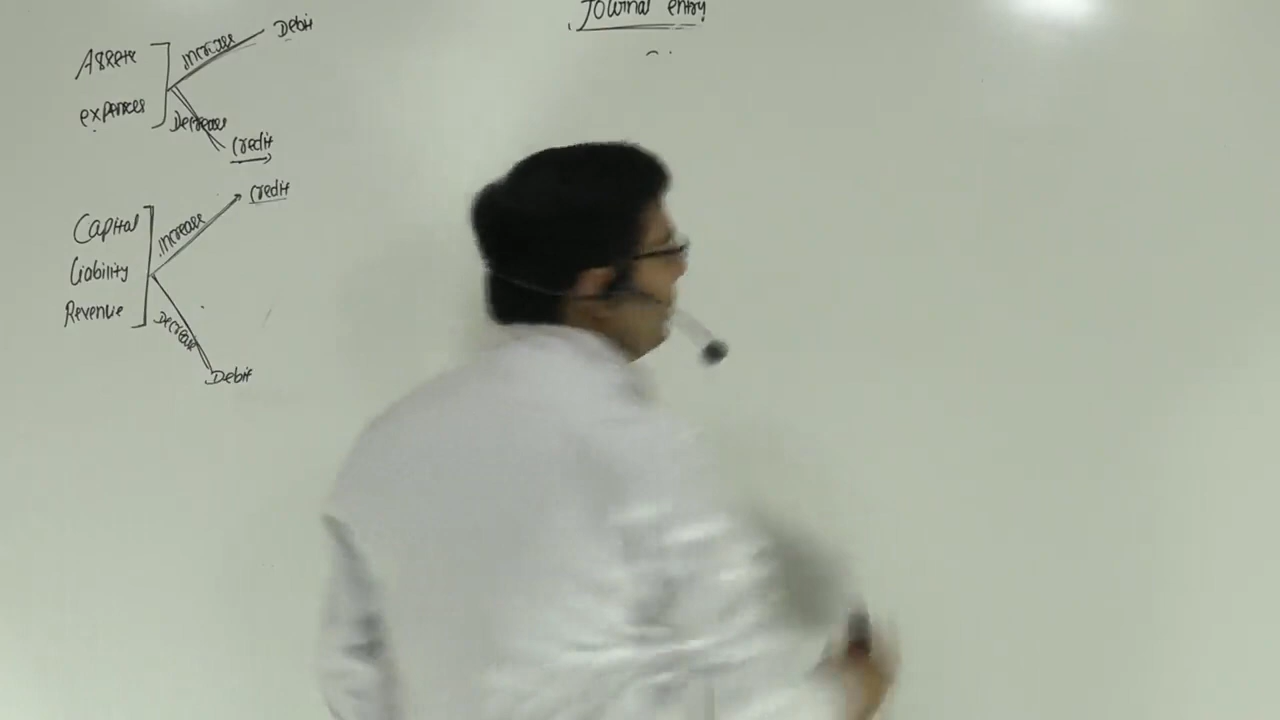 Journal entry
Assets
expenses
increase
Debit
Decrease
Credit
Capital
Liability
Revenue
increase
Credit
Decrease
Debit